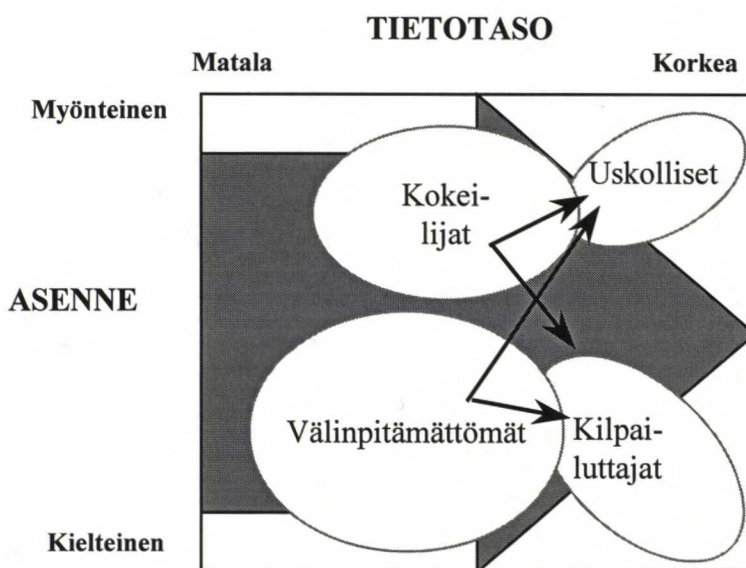 TIETOTASO
Matala
Korkea
Myönteinen
Uskolliset
Kokei-
lijat
ASENNE
Välinpitämättömät
Kilpai-
luttajat
Kielteinen